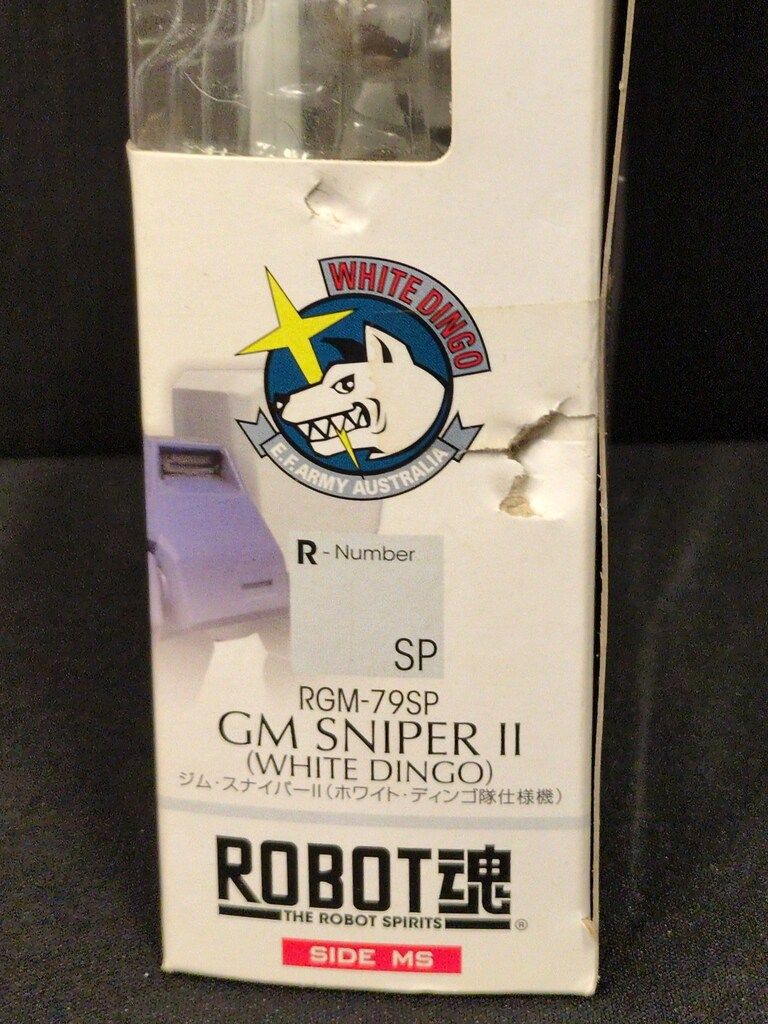 WHITE DINGO
E.F.ARMY AUSTRALIA
R - Number
SP
RGM-79SP
GM SNIPER II
(WHITE DINGO)
ジム・スナイパーII(ホワイト・ディンゴ隊仕様機)
ROBOT魂
THE ROBOT SPIRITS
®
SIDE MS